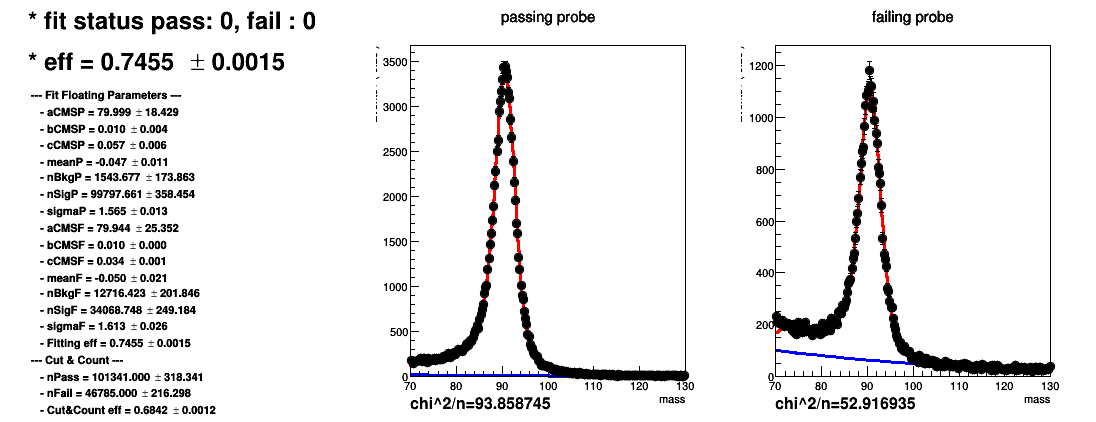 * fit status pass: 0, fail : 0
* eff = 0.7455 ± 0.0015
--- Fit Floating Parameters ---
- aCMSP = 79.999 ± 18.429
- bCMSP = 0.010 ± 0.004
- cCMSP = 0.057 ± 0.006
- meanP = -0.047 ± 0.011
- nBkgP = 1543.677 ± 173.863
- nSigP = 99797.661 ± 358.454
- sigmaP = 1.565 ± 0.013
- aCMSF = 79.944 ± 25.352
- bCMSF = 0.010 ± 0.000
- cCMSF = 0.034 ± 0.001
- meanF = -0.050 ± 0.021
- nBkgF = 12716.423 ± 201.846
- nSigF = 34068.748 ± 249.184
- sigmaF = 1.613 ± 0.026
- Fitting eff = 0.7455 ± 0.0015
--- Cut & Count ---
- nPass = 101341.000 ± 318.341
- nFail = 46785.000 ± 216.298
- Cut&Count eff = 0.6842 ± 0.0012
passing probe
3500
3000
2500
2000
1500
1000
500
0
70 80 90 100 110 120 130
mass
chi^2/n=93.858745
failing probe
1200
1000
800
600
400
200
0
70 80 90 100 110 120 130
mass
chi^2/n=52.916935